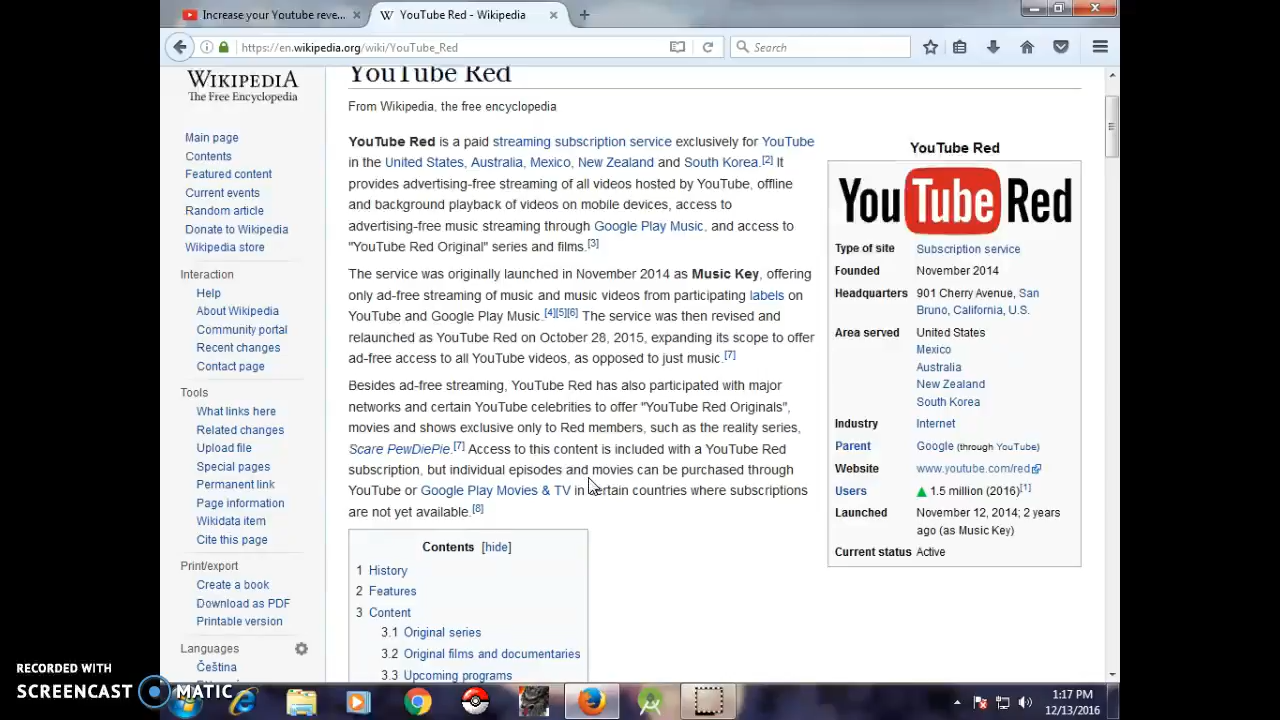 Increase your Youtube reve...
YouTube Red - Wikipedia
https://en.wikipedia.org/wiki/YouTube_Red
Search
WIKIPEDIA
The Free Encyclopedia
Main page
Contents
Featured content
Current events
Random article
Donate to Wikipedia
Wikipedia store
Interaction
Help
About Wikipedia
Community portal
Recent changes
Contact page
Tools
What links here
Related changes
Upload file
Special pages
Permanent link
Page information
Wikidata item
Cite this page
Print/export
Create a book
Download as PDF
Printable version
Languages
Čeština
YouTube Red
From Wikipedia, the free encyclopedia
YouTube Red is a paid streaming subscription service exclusively for YouTube
in the United States, Australia, Mexico, New Zealand and South Korea.[2] It
provides advertising-free streaming of all videos hosted by YouTube, offline
and background playback of videos on mobile devices, access to
advertising-free music streaming through Google Play Music, and access to
"YouTube Red Original" series and films.[3]
The service was originally launched in November 2014 as Music Key, offering
only ad-free streaming of music and music videos from participating labels on
YouTube and Google Play Music.[4][5][6] The service was then revised and
relaunched as YouTube Red on October 28, 2015, expanding its scope to offer
ad-free access to all YouTube videos, as opposed to just music.[7]
Besides ad-free streaming, YouTube Red has also participated with major
networks and certain YouTube celebrities to offer "YouTube Red Originals",
movies and shows exclusive only to Red members, such as the reality series,
Scare PewDiePie.[7] Access to this content is included with a YouTube Red
subscription, but individual episodes and movies can be purchased through
YouTube or Google Play Movies & TV in certain countries where subscriptions
are not yet available.[8]
Contents [hide]
1 History
2 Features
3 Content
3.1 Original series
3.2 Original films and documentaries
3.3 Upcoming programs
YouTube Red
YouTube Red
Type of site Subscription service
Founded November 2014
Headquarters 901 Cherry Avenue, San
Bruno, California, U.S.
Area served United States
Mexico
Australia
New Zealand
South Korea
Industry Internet
Parent Google (through YouTube)
Website www.youtube.com/red
Users 1.5 million (2016)[1]
Launched November 12, 2014; 2 years
ago (as Music Key)
Current status Active
RECORDED WITH
SCREENCAST MATIC
1:17 PM
12/13/2016